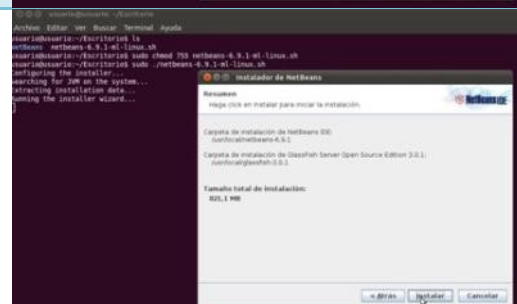 usuario@usuario: ~/Escritorio
Archivo Editar Ver Buscar Terminal Ayuda
usuario@usuario:~/Escritorio$ ls
NetBeans netbeans-6.9.1-ml-linux.sh
usuario@usuario:~/Escritorio$ sudo chmod 755 netbeans-6.9.1-ml-linux.sh
usuario@usuario:~/Escritorio$ sudo ./netbeans-6.9.1-ml-linux.sh
Configuring the installer...
Searching for JVM on the system...
Extracting installation data...
Running the installer wizard...
Instalador de NetBeans
Resumen
Haga click en Instalar para iniciar la instalación.
NetBeans IDE
Carpeta de instalación de NetBeans IDE:
/usr/local/netbeans-6.9.1
Carpeta de instalación de GlassFish Server Open Source Edition 3.0.1:
/usr/local/glassfish-3.0.1
Tamaño total de instalación:
821,1 MB
< Atrás Instalar Cancelar